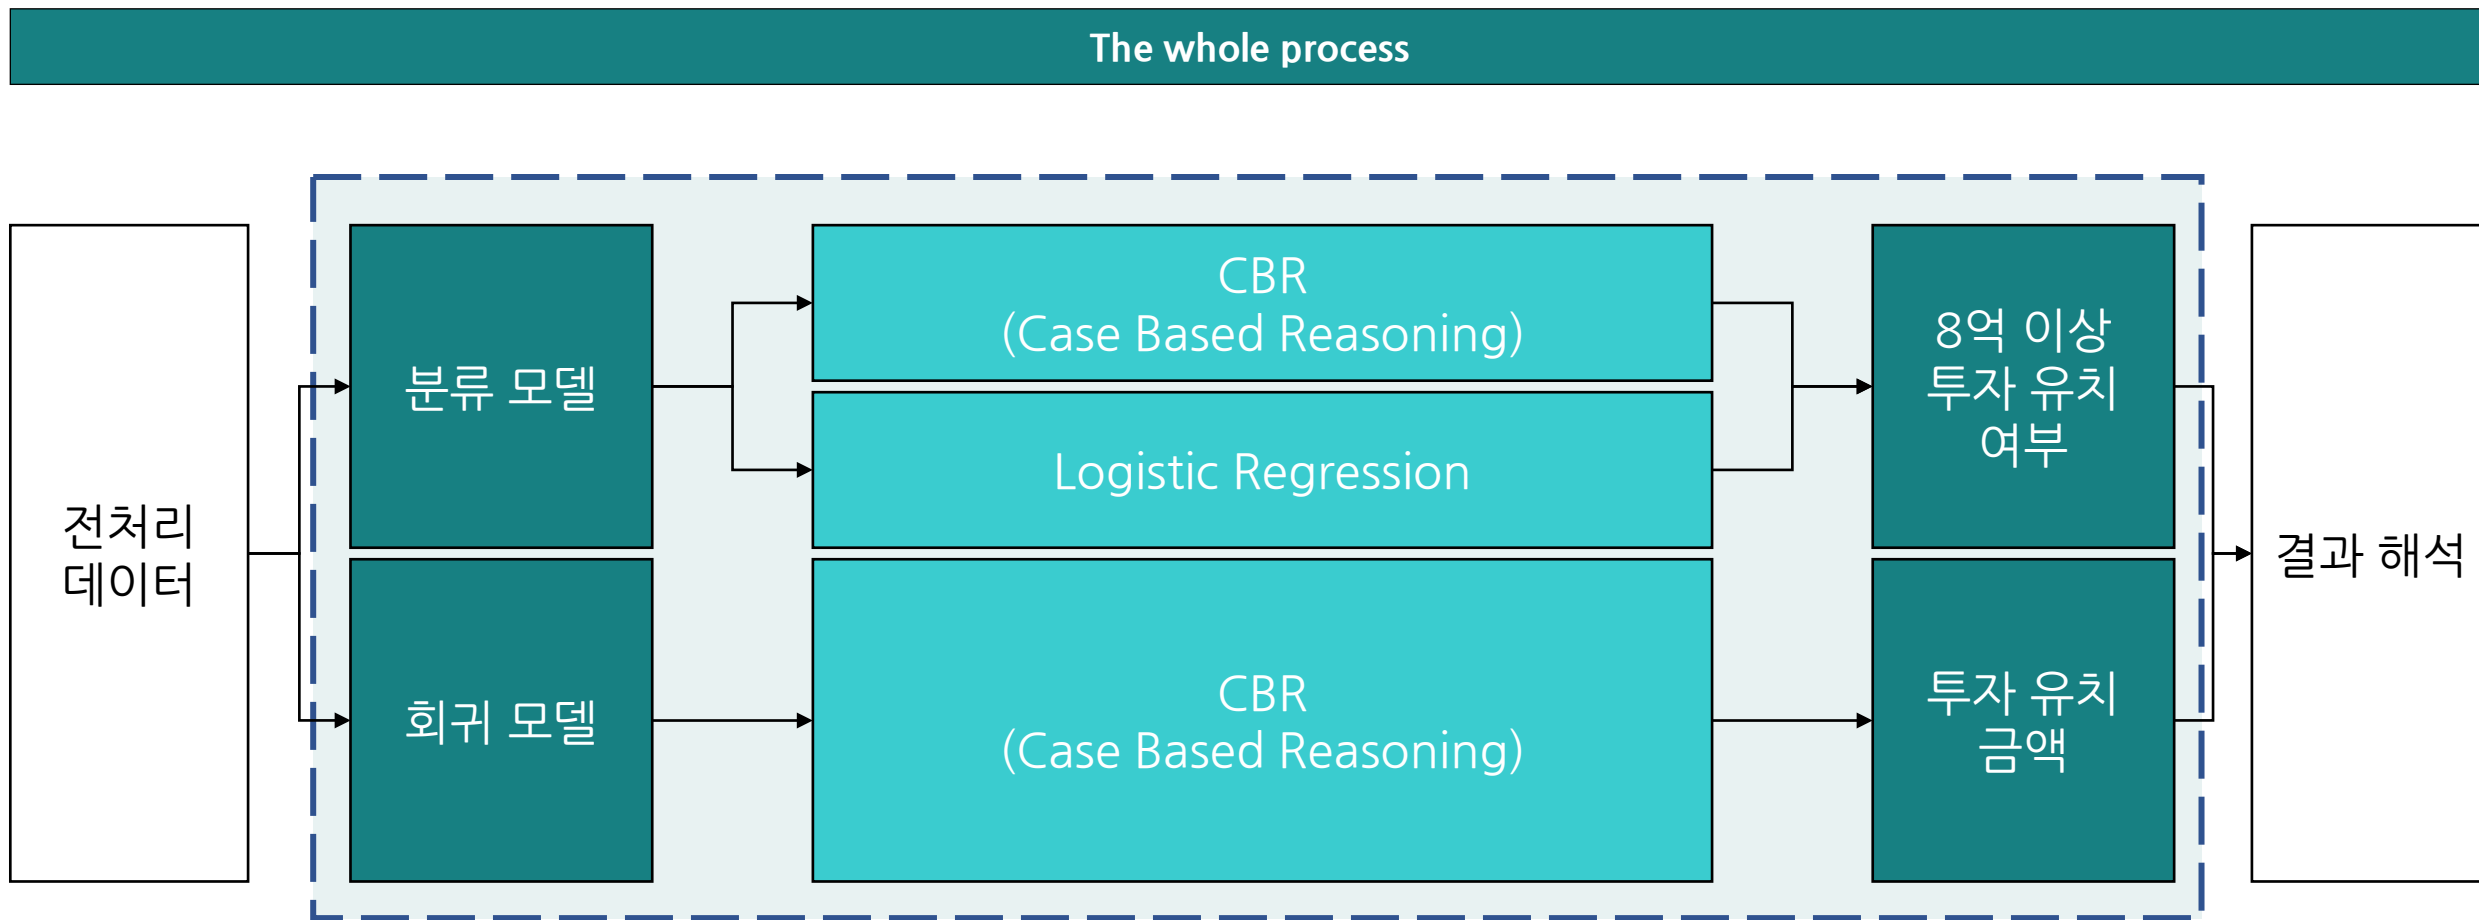 The whole process
전처리
데이터
분류 모델
회귀 모델
CBR
(Case Based Reasoning)
Logistic Regression
CBR
(Case Based Reasoning)
8억 이상
투자 유치
여부
투자 유치
금액
결과 해석